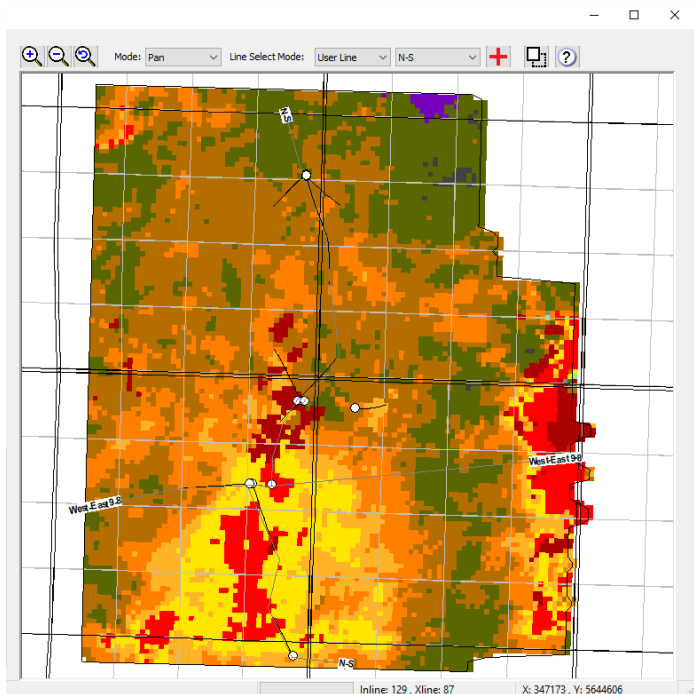 Mode: Pan Line Select Mode: User Line N-S
N-S
West-East 9.8
West-East 9.8
N-S
Inline: 129 , Xline: 87 X: 347173 , Y: 5644606